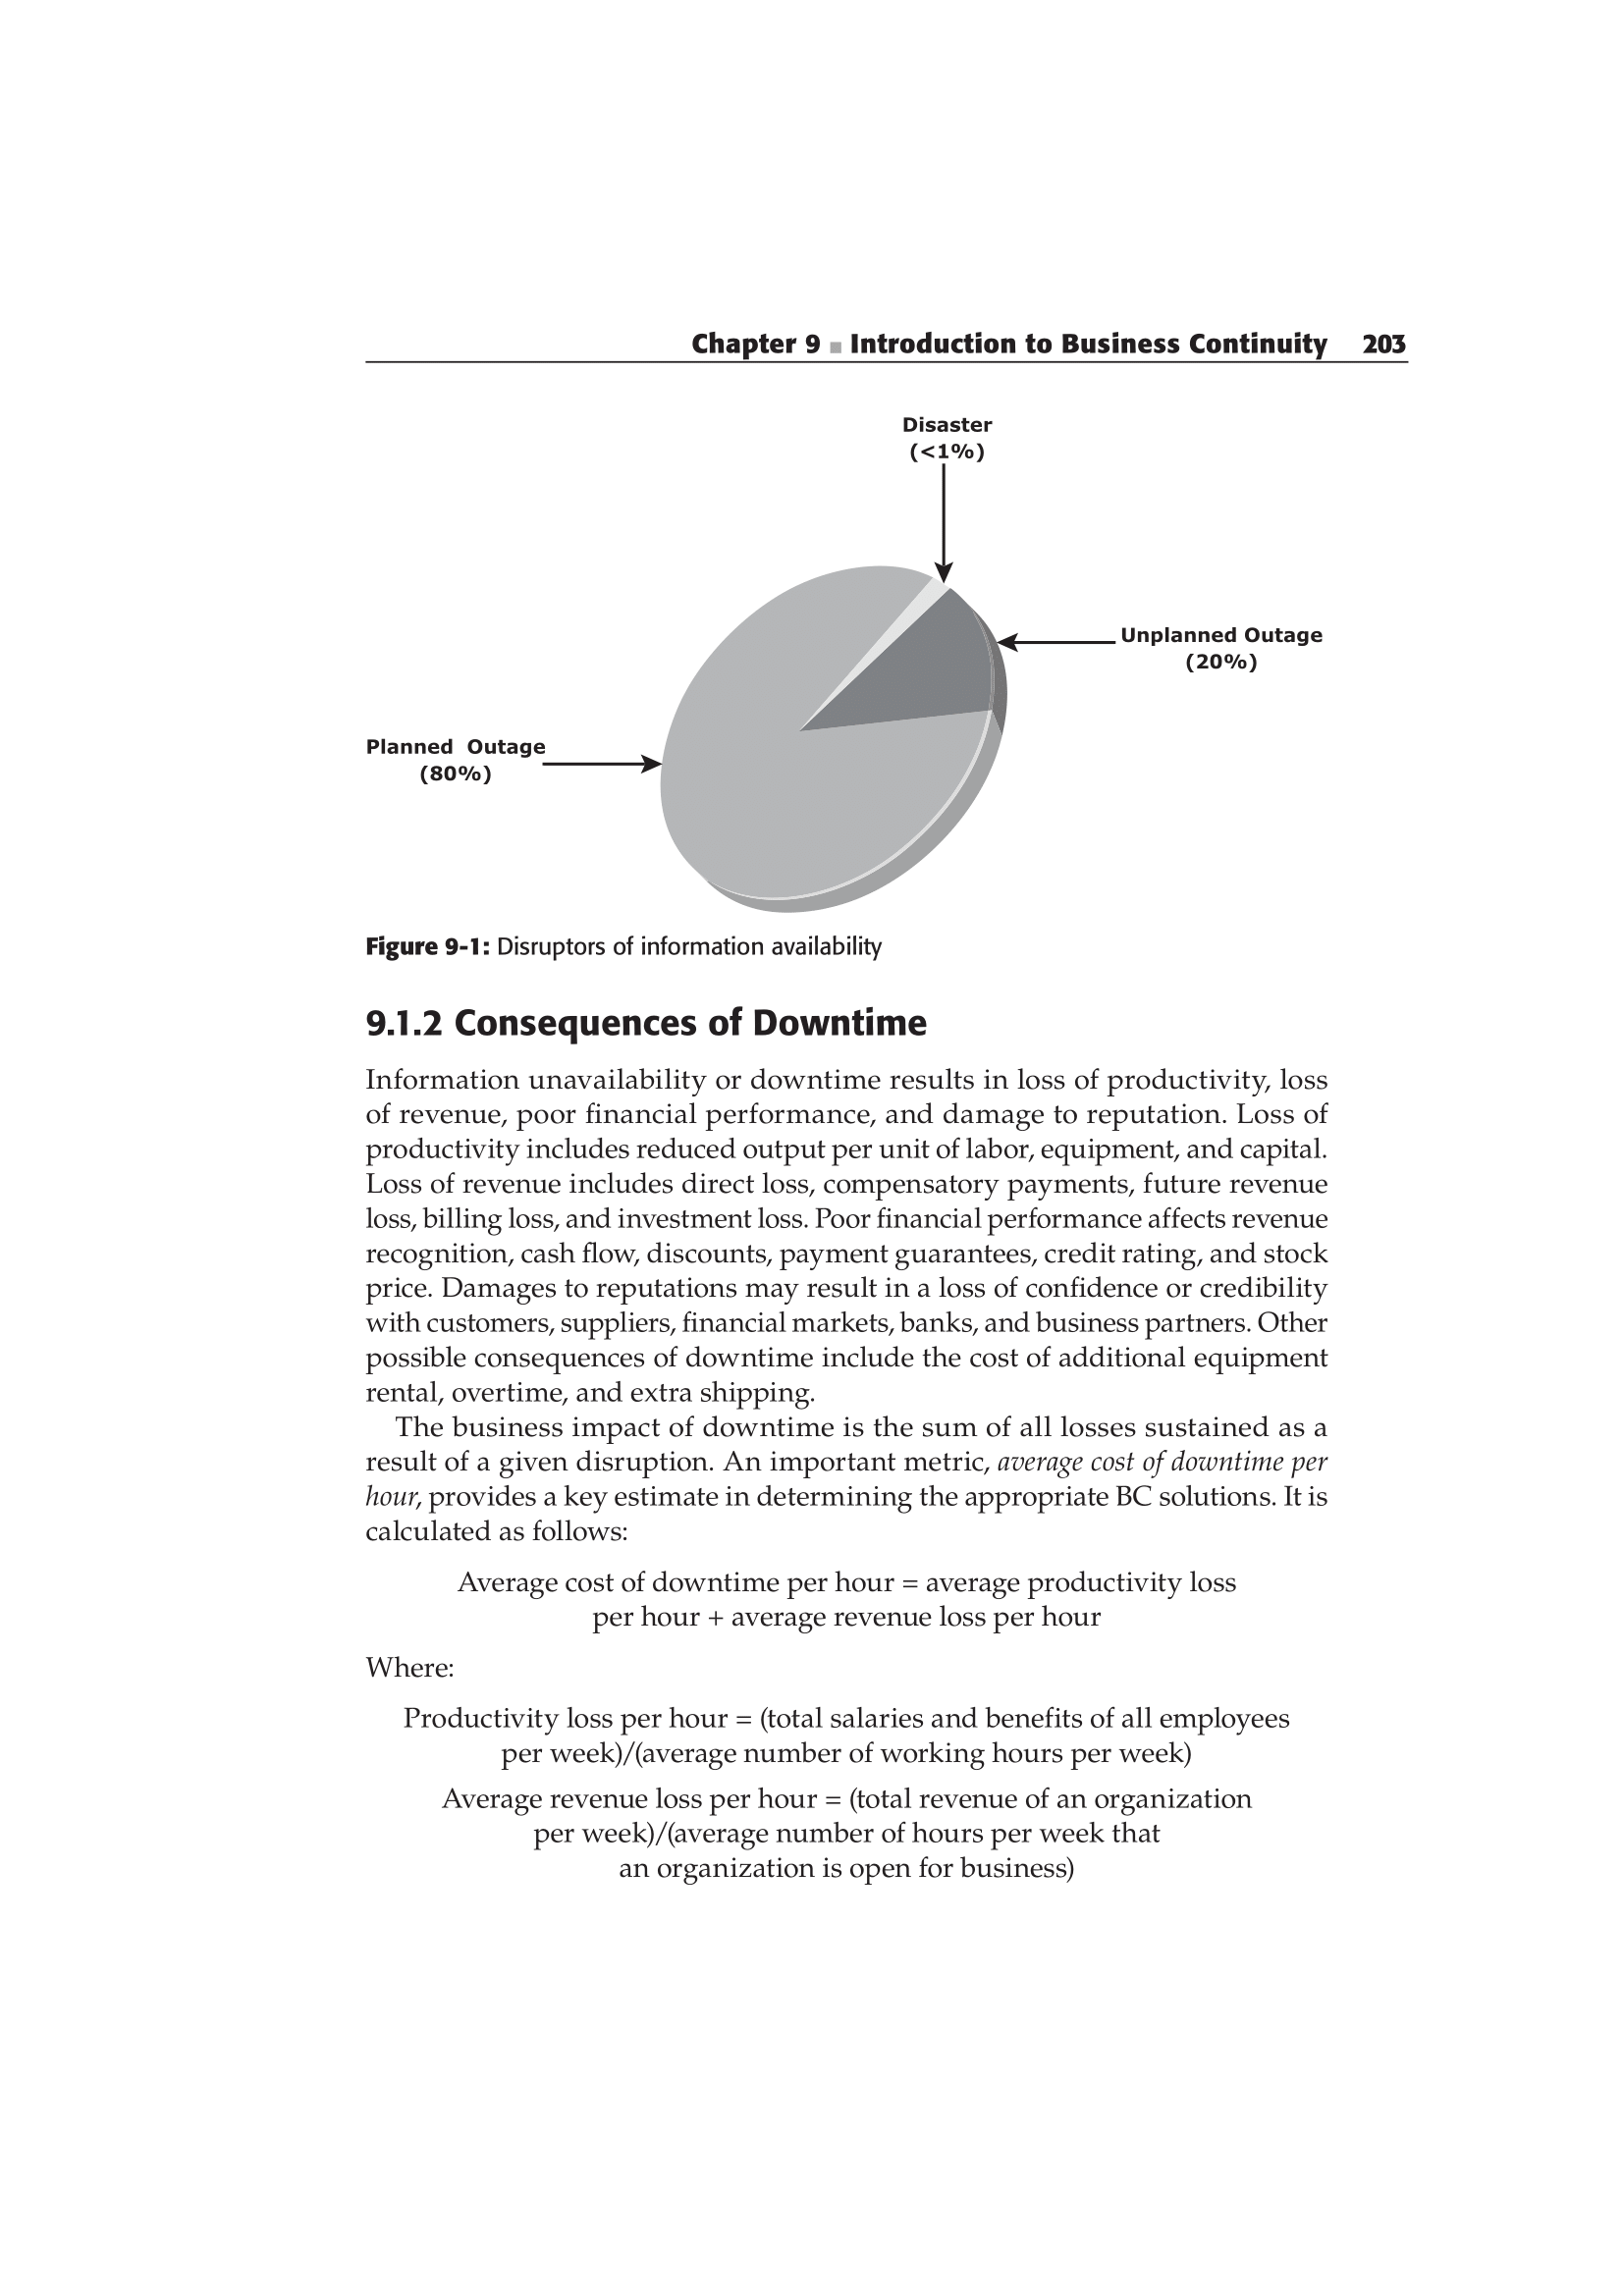 Chapter 9 ■ Introduction to Business Continuity 203
Disaster
(<1%)
Unplanned Outage
(20%)
Planned Outage
(80%)
Figure 9-1: Disruptors of information availability
9.1.2 Consequences of Downtime
Information unavailability or downtime results in loss of productivity, loss
of revenue, poor financial performance, and damage to reputation. Loss of
productivity includes reduced output per unit of labor, equipment, and capital.
Loss of revenue includes direct loss, compensatory payments, future revenue
loss, billing loss, and investment loss. Poor financial performance affects revenue
recognition, cash flow, discounts, payment guarantees, credit rating, and stock
price. Damages to reputations may result in a loss of confidence or credibility
with customers, suppliers, financial markets, banks, and business partners. Other
possible consequences of downtime include the cost of additional equipment
rental, overtime, and extra shipping.
The business impact of downtime is the sum of all losses sustained as a
result of a given disruption. An important metric, average cost of downtime per
hour, provides a key estimate in determining the appropriate BC solutions. It is
calculated as follows:
Average cost of downtime per hour = average productivity loss
per hour + average revenue loss per hour
Where:
Productivity loss per hour = (total salaries and benefits of all employees
per week)/(average number of working hours per week)
Average revenue loss per hour = (total revenue of an organization
per week)/(average number of hours per week that
an organization is open for business)